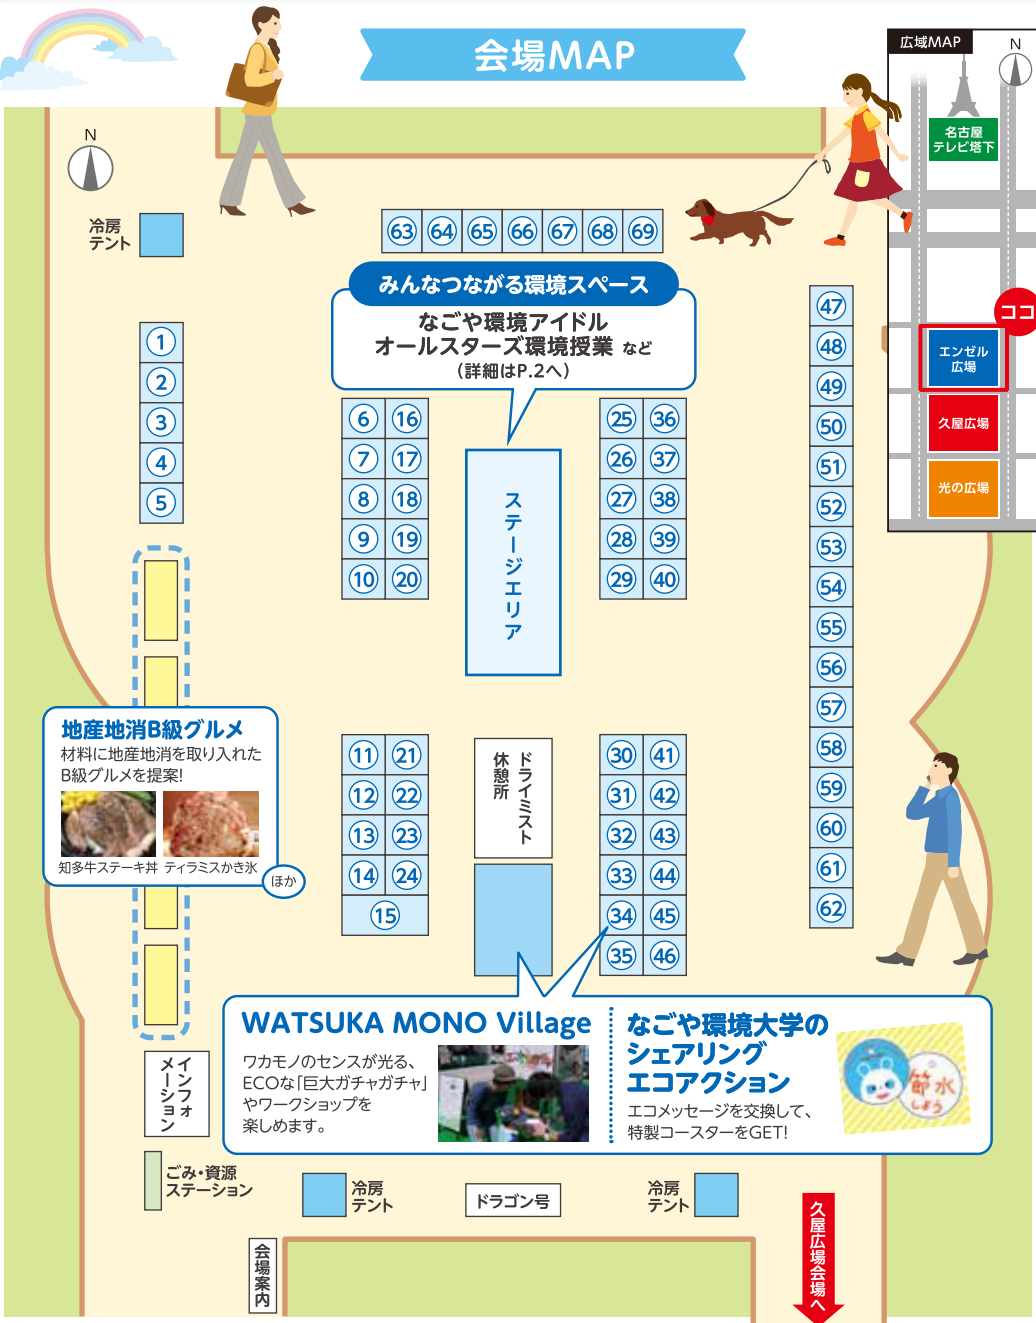 会場MAP
広域MAP
N
名古屋
テレビ塔下
ココ
エンゼル
広場
久屋広場
光の広場
N
冷房
テント
63 64 65 66 67 68 69
みんなつながる環境スペース
なごや環境アイドル
オールスターズ環境授業 など
（詳細はP.2へ）
1
2
3
4
5
6 16
7 17
8 18
9 19
10 20
ステージエリア
25 36
26 37
27 38
28 39
29 40
47
48
49
50
51
52
53
54
55
56
57
58
59
60
61
62
地産地消B級グルメ
材料に地産地消を取り入れた
B級グルメを提案!
知多牛ステーキ丼 ティラミスかき氷
ほか
11 21
12 22
13 23
14 24
15
ドライミスト
休憩所
30 41
31 42
32 43
33 44
34 45
35 46
WATSUKA MONO Village
ワカモノのセンスが光る、
ECOな「巨大ガチャガチャ」
やワークショップを
楽しめます。
なごや環境大学の
シェアリング
エコアクション
エコメッセージを交換して、
特製コースターをGET!
節水
しよう
インフォ
メーション
ごみ・資源
ステーション
冷房
テント
ドラゴン号
冷房
テント
会場案内
久屋広場会場へ